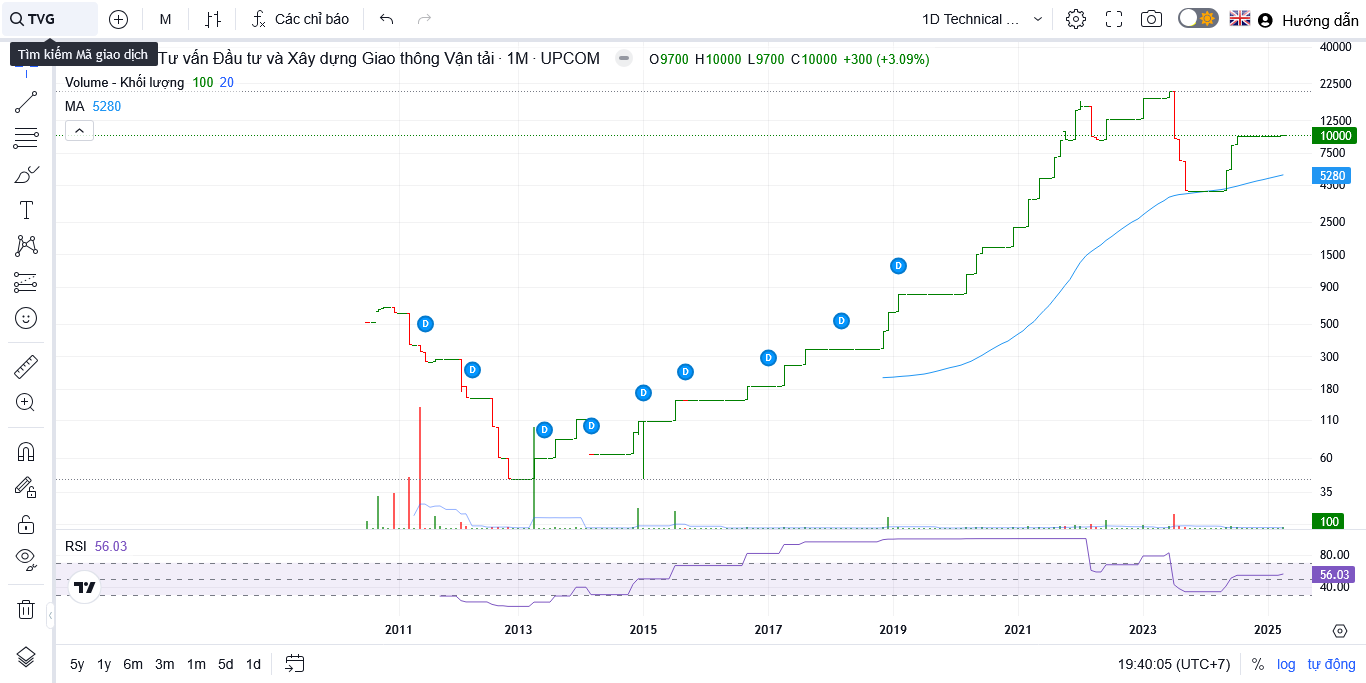 TVG
M
Các chỉ báo
1D Technical ...
Hướng dẫn
Tìm kiếm Mã giao dịch
Tư vấn Đầu tư và Xây dựng Giao thông Vận tải · 1M · UPCOM
O9700 H10000 L9700 C10000 +300 (+3.09%)
Volume - Khối lượng 100 20
MA 5280
40000
22500
12500
10000
7500
5280
4500
2500
1500
900
500
300
180
110
60
35
100
D
D
D
D
D
D
D
D
D
RSI 56.03
80.00
56.03
40.00
2011
2013
2015
2017
2019
2021
2023
2025
5y 1y 6m 3m 1m 5d 1d
19:40:05 (UTC+7)
% log tự động